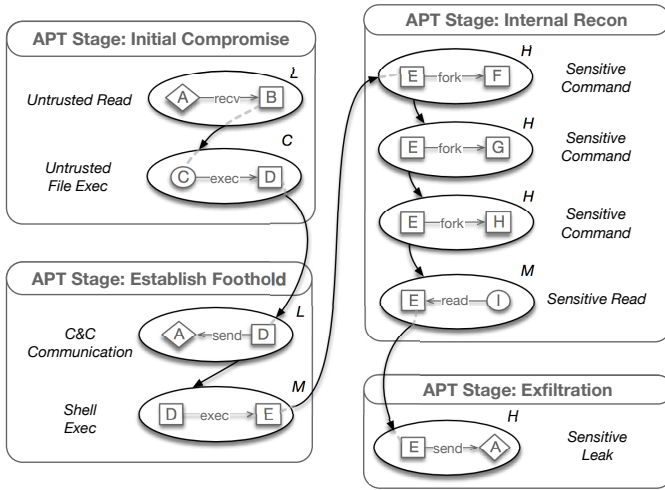 APT Stage: Initial Compromise
L
Untrusted Read
A recv B
C
Untrusted
File Exec
C exec D
APT Stage: Establish Foothold
L
C&C
Communication
A send D
M
Shell
Exec
D exec E
APT Stage: Internal Recon
H
E fork F
Sensitive
Command
H
E fork G
Sensitive
Command
H
E fork H
Sensitive
Command
M
E read I
Sensitive Read
APT Stage: Exfiltration
H
E send A
Sensitive
Leak